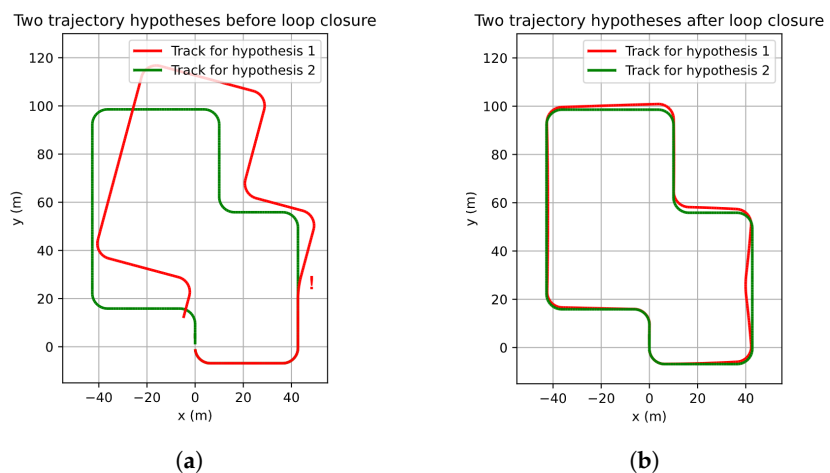 Two trajectory hypotheses before loop closure
Track for hypothesis 1
Track for hypothesis 2
120
100
80
60
40
20
0
y (m)
!
−40
−20
0
20
40
x (m)
(a)
Two trajectory hypotheses after loop closure
Track for hypothesis 1
Track for hypothesis 2
120
100
80
60
40
20
0
y (m)
−40
−20
0
20
40
x (m)
(b)